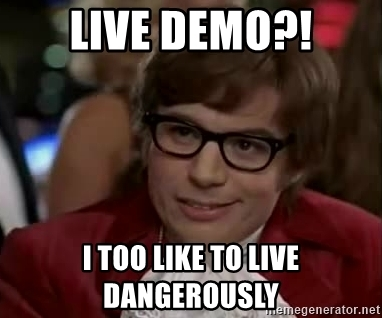 LIVE DEMO?!
I TOO LIKE TO LIVE
DANGEROUSLY
memegenerator.net